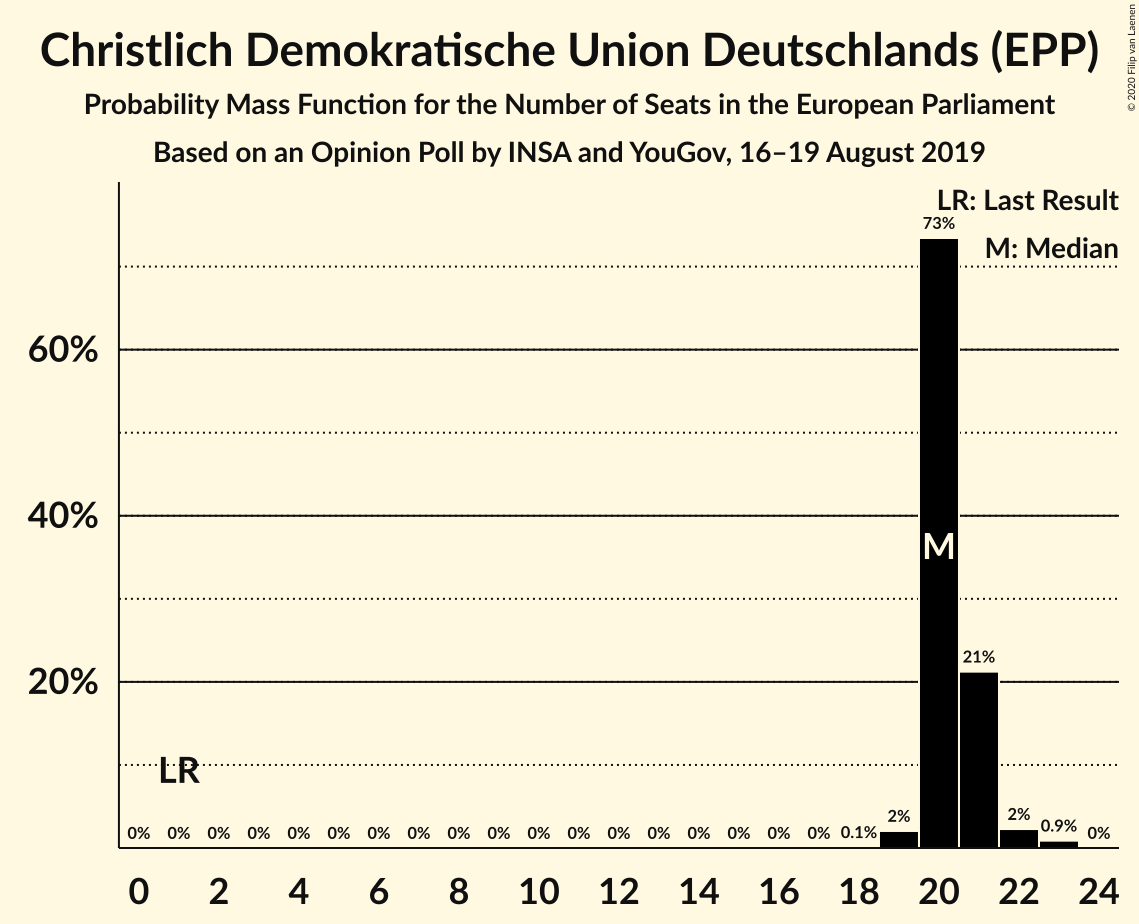 Christlich Demokratische Union Deutschlands (EPP)
Probability Mass Function for the Number of Seats in the European Parliament
Based on an Opinion Poll by INSA and YouGov, 16–19 August 2019
© 2020 Filip van Laenen
LR: Last Result
M: Median
73%
60%
40%
M
21%
20%
LR
0% 0% 0% 0% 0% 0% 0% 0% 0% 0% 0% 0% 0% 0% 0% 0% 0% 0% 0.1% 2% 2% 0.9% 0%
0 2 4 6 8 10 12 14 16 18 20 22 24